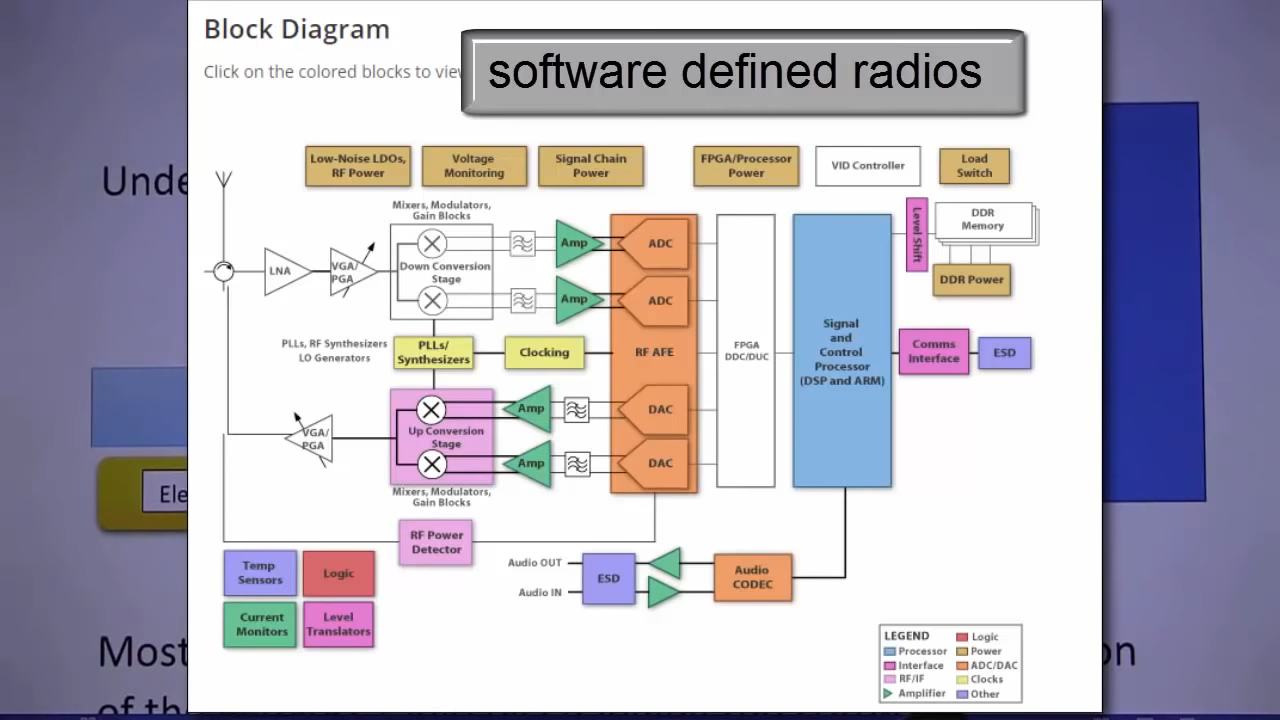 Block Diagram
Click on the colored blocks to view
software defined radios
Low-Noise LDOs,
RF Power
Voltage
Monitoring
Signal Chain
Power
FPGA/Processor
Power
VID Controller
Load
Switch
Mixers, Modulators,
Gain Blocks
LNA
VGA/
PGA
Down Conversion
Stage
Amp
Amp
ADC
ADC
Level Shift
DDR
Memory
DDR Power
PLLs, RF Synthesizers
LO Generators
PLLs/
Synthesizers
Clocking
RF AFE
FPGA
DDC/DUC
Signal
and
Control
Processor
(DSP and ARM)
Comms
Interface
ESD
VGA/
PGA
Up Conversion
Stage
Amp
Amp
DAC
DAC
Mixers, Modulators,
Gain Blocks
RF Power
Detector
Temp
Sensors
Logic
Current
Monitors
Level
Translators
Audio OUT
Audio IN
ESD
Audio
CODEC
LEGEND
Processor
Interface
RF/IF
Amplifier
Logic
Power
ADC/DAC
Clocks
Other
Unde
Ele
Most
on
of th